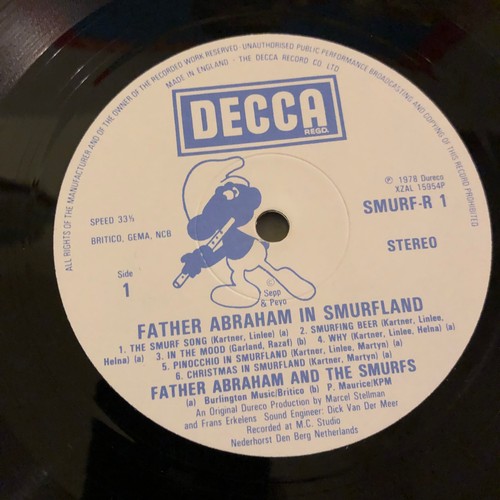 ALL RIGHTS OF THE MANUFACTURER AND OF THE OWNER OF THE RECORDED WORK RESERVED · UNAUTHORISED PUBLIC PERFORMANCE BROADCASTING AND COPYING OF THIS RECORD PROHIBITED
MADE IN ENGLAND · THE DECCA RECORD CO LTD
DECCA
REGD.
℗ 1978 Dureco
XZAL 15954P
SMURF-R 1
SPEED 33⅓
BRITICO, GEMA, NCB
STEREO
Side
1
© Sepp
& Peyo
FATHER ABRAHAM IN SMURFLAND
1. THE SMURF SONG (Kartner, Linlee) (a) 2. SMURFING BEER (Kartner, Linlee,
Helna) (a) 3. IN THE MOOD (Garland, Razaf) (b) 4. WHY (Kartner, Linlee, Helna) (a)
5. PINOCCHIO IN SMURFLAND (Kartner, Linlee, Martyn) (a)
6. CHRISTMAS IN SMURFLAND (Kartner, Martyn) (a)
FATHER ABRAHAM AND THE SMURFS
(a) Burlington Music/Britico (b) P. Maurice/KPM
An Original Dureco Production by Marcel Stellman
and Frans Erkelens Sound Engineer: Dick Van Der Meer
Recorded at M.C. Studio
Nederhorst Den Berg Netherlands